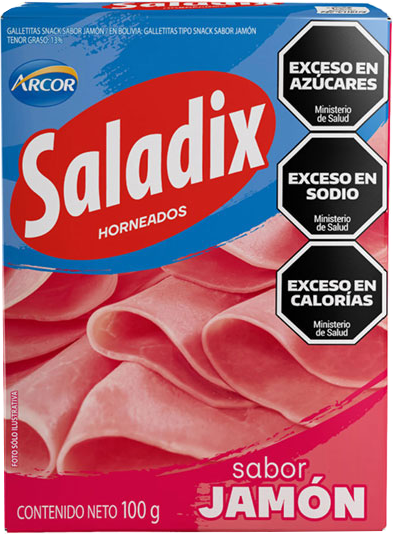 GALLETITAS SNACK SABOR JAMÓN / EN BOLIVIA: GALLETITAS TIPO SNACK SABOR JAMÓN
TENOR GRASO: 13%
ARCOR
Saladix
HORNEADOS
EXCESO EN
AZÚCARES
Ministerio
de Salud
EXCESO EN
SODIO
Ministerio
de Salud
EXCESO EN
CALORÍAS
Ministerio
de Salud
FOTO SOLO ILUSTRATIVA
sabor
JAMÓN
CONTENIDO NETO 100 g